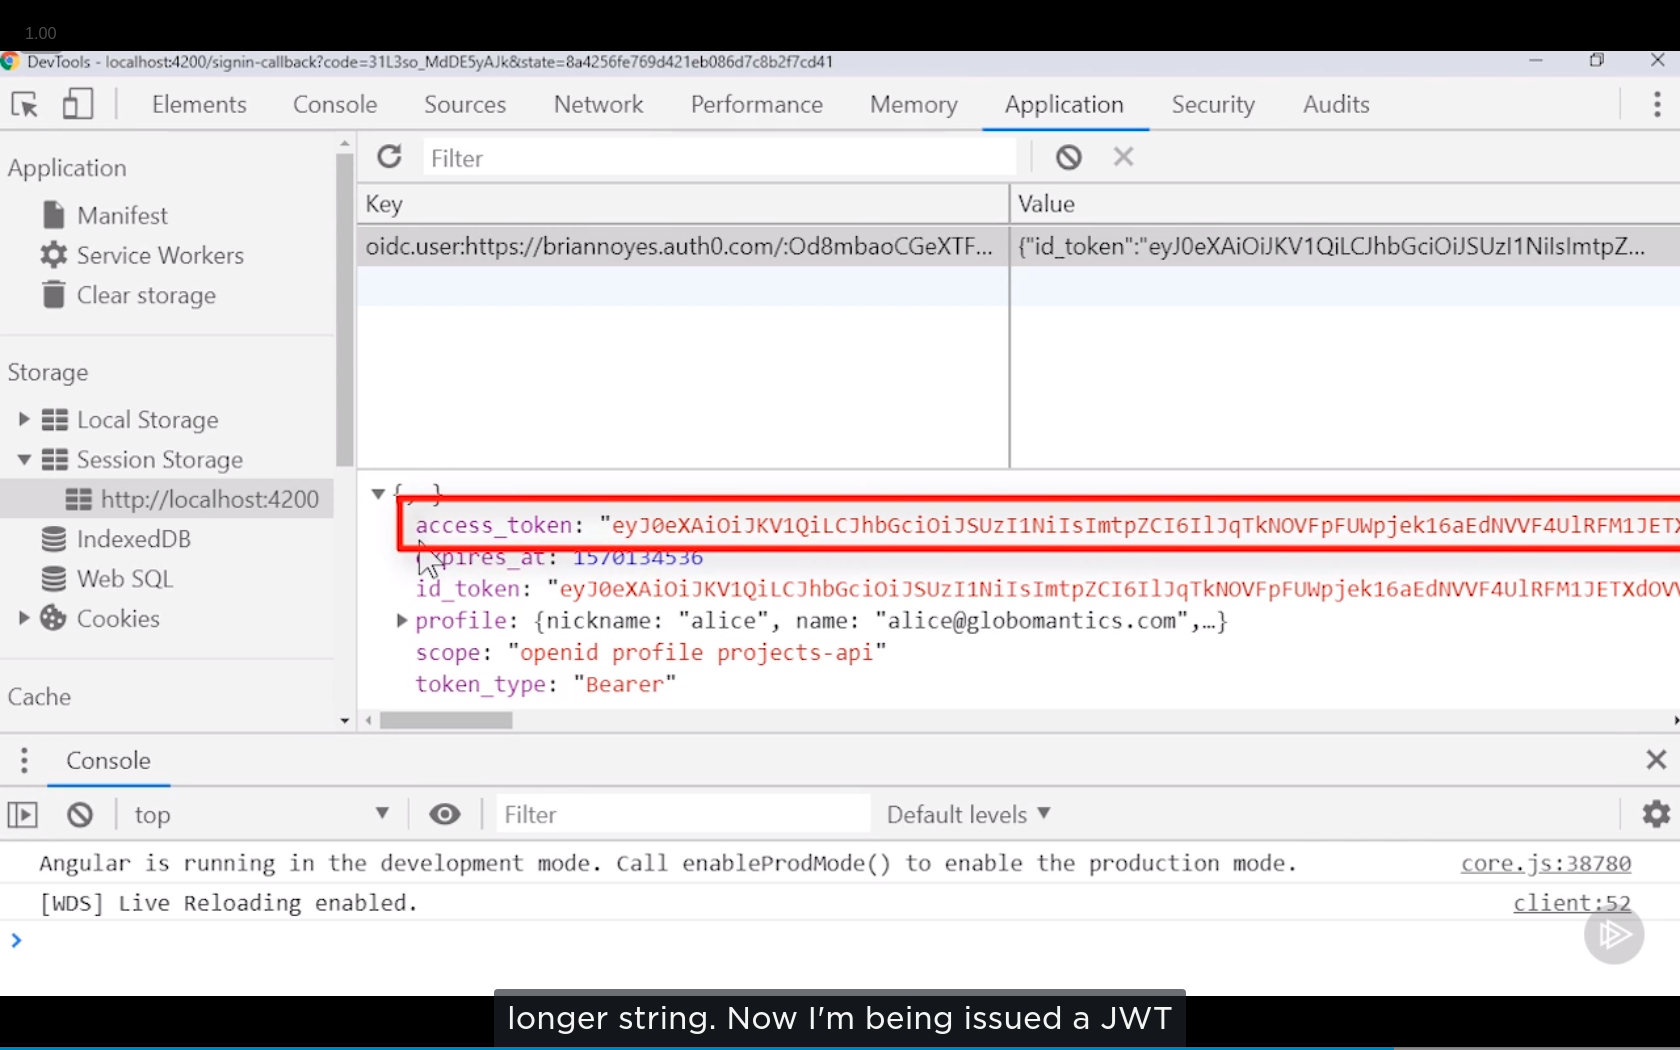 1.00
DevTools - localhost:4200/signin-callback?code=31L3so_MdDE5yAJk&state=8a4256fe769d421eb086d7c8b2f7cd41
Elements Console Sources Network Performance Memory Application Security Audits
Application
Manifest
Service Workers
Clear storage
Storage
Local Storage
Session Storage
http://localhost:4200
IndexedDB
Web SQL
Cookies
Cache
Filter
Key Value
oidc.user:https://briannoyes.auth0.com/:Od8mbaoCGeXTF... {"id_token":"eyJ0eXAiOiJKV1QiLCJhbGciOiJSUzI1NiIsImtpZ...
{, …}
access_token: "eyJ0eXAiOiJKV1QiLCJhbGciOiJSUzI1NiIsImtpZCI6IlJqTkNOVFpFUWpjek16aEdNVVF4UlRFM1JETX
expires_at: 1570134536
id_token: "eyJ0eXAiOiJKV1QiLCJhbGciOiJSUzI1NiIsImtpZCI6IlJqTkNOVFpFUWpjek16aEdNVVF4UlRFM1JETXdOV
profile: {nickname: "alice", name: "alice@globomantics.com",…}
scope: "openid profile projects-api"
token_type: "Bearer"
Console
top Filter Default levels
Angular is running in the development mode. Call enableProdMode() to enable the production mode. core.js:38780
[WDS] Live Reloading enabled. client:52
longer string. Now I'm being issued a JWT